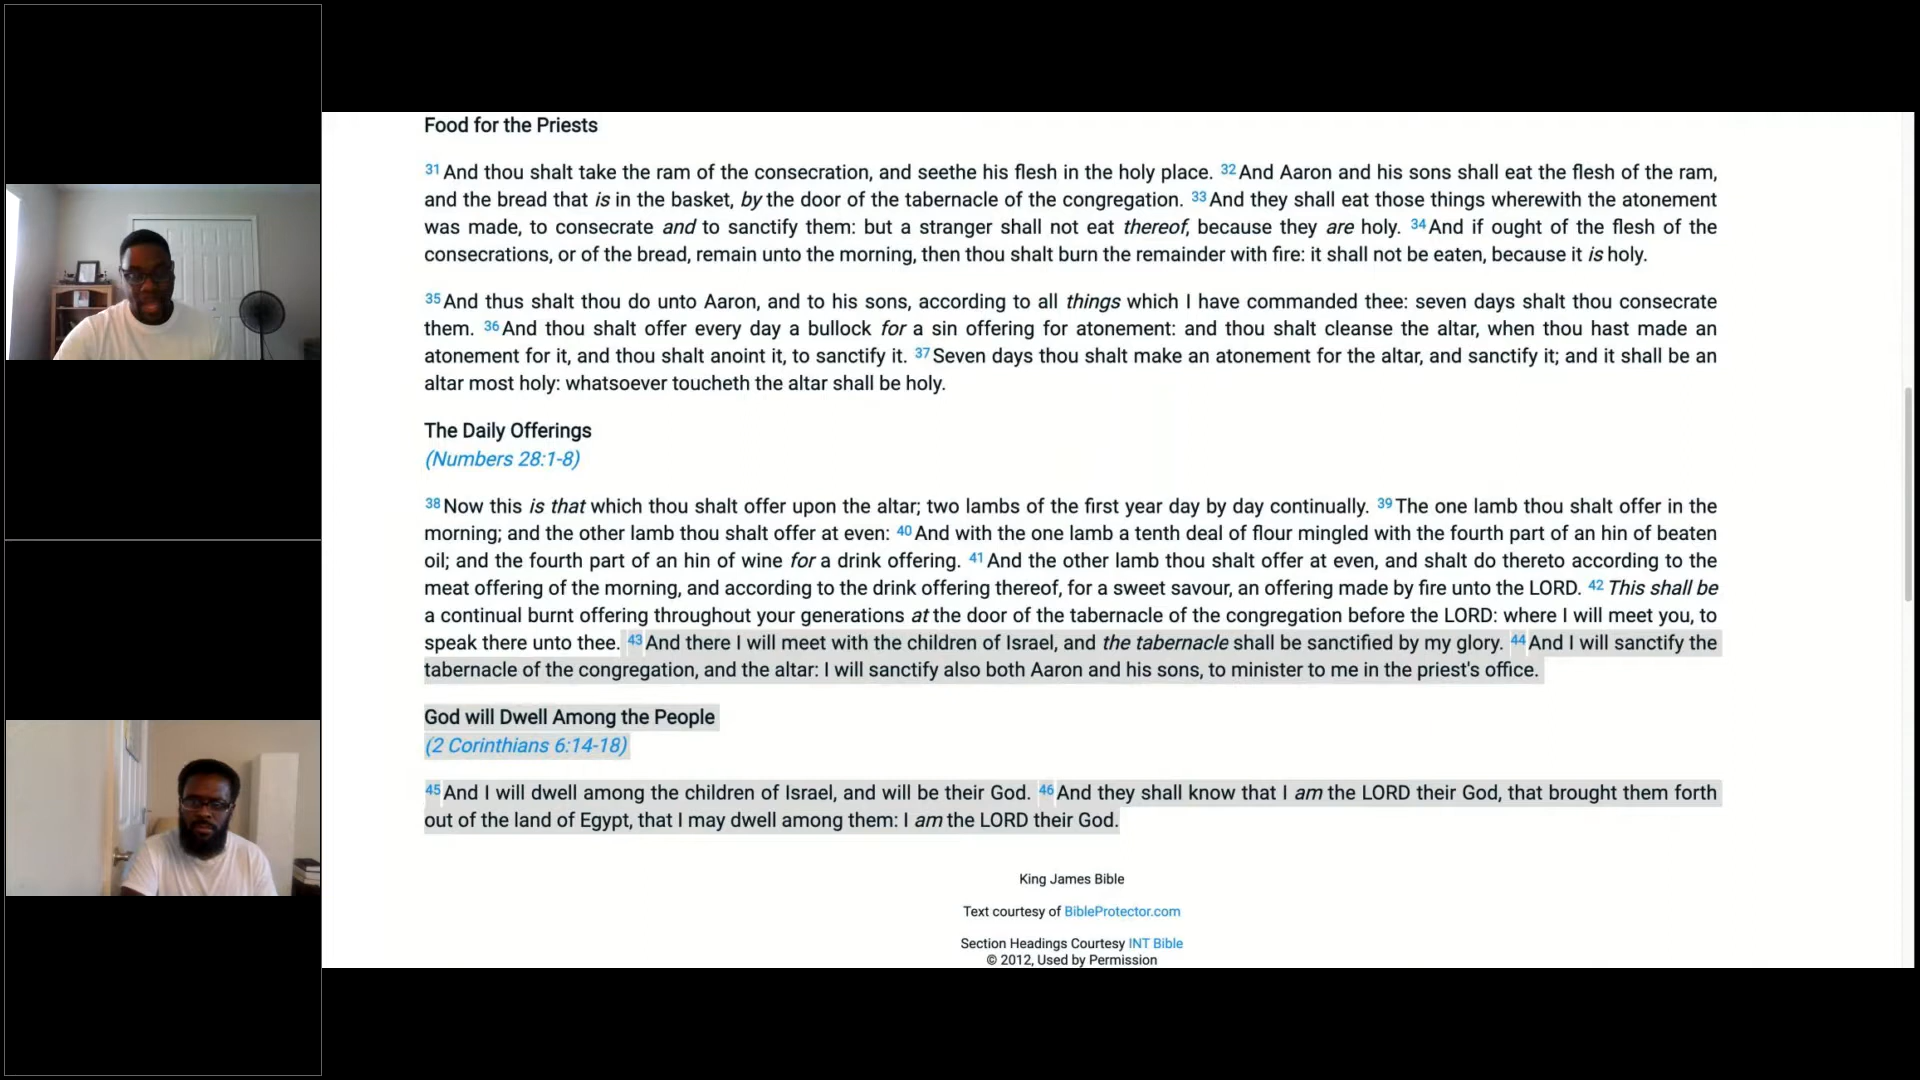 Food for the Priests
31 And thou shalt take the ram of the consecration, and seethe his flesh in the holy place. 32 And Aaron and his sons shall eat the flesh of the ram,
and the bread that is in the basket, by the door of the tabernacle of the congregation. 33 And they shall eat those things wherewith the atonement
was made, to consecrate and to sanctify them: but a stranger shall not eat thereof, because they are holy. 34 And if ought of the flesh of the
consecrations, or of the bread, remain unto the morning, then thou shalt burn the remainder with fire: it shall not be eaten, because it is holy.
35 And thus shalt thou do unto Aaron, and to his sons, according to all things which I have commanded thee: seven days shalt thou consecrate
them. 36 And thou shalt offer every day a bullock for a sin offering for atonement: and thou shalt cleanse the altar, when thou hast made an
atonement for it, and thou shalt anoint it, to sanctify it. 37 Seven days thou shalt make an atonement for the altar, and sanctify it; and it shall be an
altar most holy: whatsoever toucheth the altar shall be holy.
The Daily Offerings
(Numbers 28:1-8)
38 Now this is that which thou shalt offer upon the altar; two lambs of the first year day by day continually. 39 The one lamb thou shalt offer in the
morning; and the other lamb thou shalt offer at even: 40 And with the one lamb a tenth deal of flour mingled with the fourth part of an hin of beaten
oil; and the fourth part of an hin of wine for a drink offering. 41 And the other lamb thou shalt offer at even, and shalt do thereto according to the
meat offering of the morning, and according to the drink offering thereof, for a sweet savour, an offering made by fire unto the LORD. 42 This shall be
a continual burnt offering throughout your generations at the door of the tabernacle of the congregation before the LORD: where I will meet you, to
speak there unto thee. 43 And there I will meet with the children of Israel, and the tabernacle shall be sanctified by my glory. 44 And I will sanctify the
tabernacle of the congregation, and the altar: I will sanctify also both Aaron and his sons, to minister to me in the priest's office.
God will Dwell Among the People
(2 Corinthians 6:14-18)
45 And I will dwell among the children of Israel, and will be their God. 46 And they shall know that I am the LORD their God, that brought them forth
out of the land of Egypt, that I may dwell among them: I am the LORD their God.
King James Bible
Text courtesy of BibleProtector.com
Section Headings Courtesy INT Bible
© 2012, Used by Permission